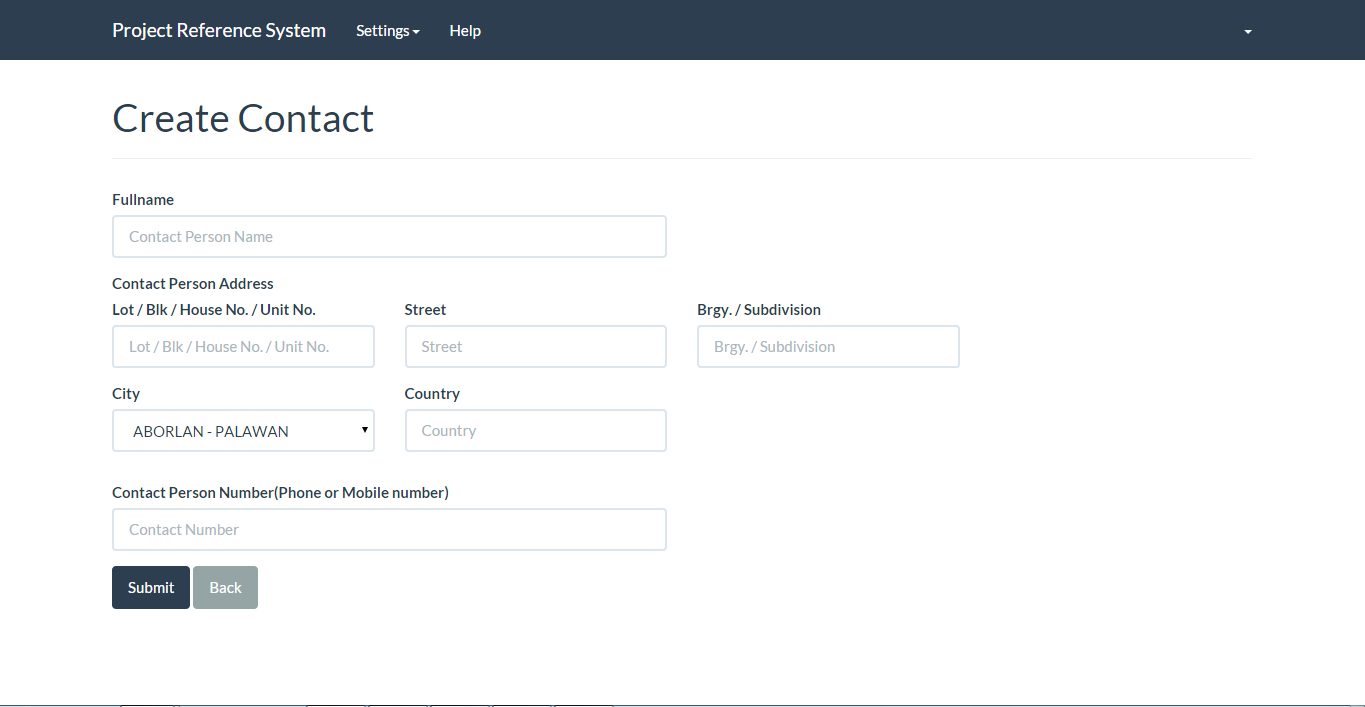 Project Reference System Settings Help
Create Contact
Fullname
Contact Person Name
Contact Person Address
Lot / Blk / House No. / Unit No. Street Brgy. / Subdivision
Lot / Blk / House No. / Unit No. Street Brgy. / Subdivision
City Country
ABORLAN - PALAWAN Country
Contact Person Number(Phone or Mobile number)
Contact Number
Submit Back